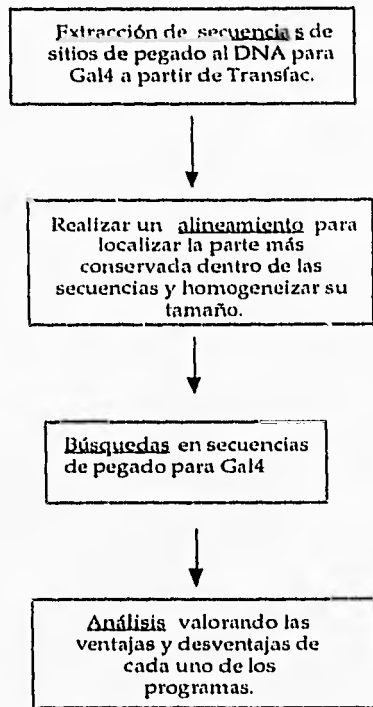 Extracción de secuencias de
sitios de pegado al DNA para
Gal4 a partir de Transfac.
Realizar un alineamiento para
localizar la parte más
conservada dentro de las
secuencias y homogeneizar su
tamaño.
Búsquedas en secuencias
de pegado para Gal4
Análisis valorando las
ventajas y desventajas de
cada uno de los
programas.